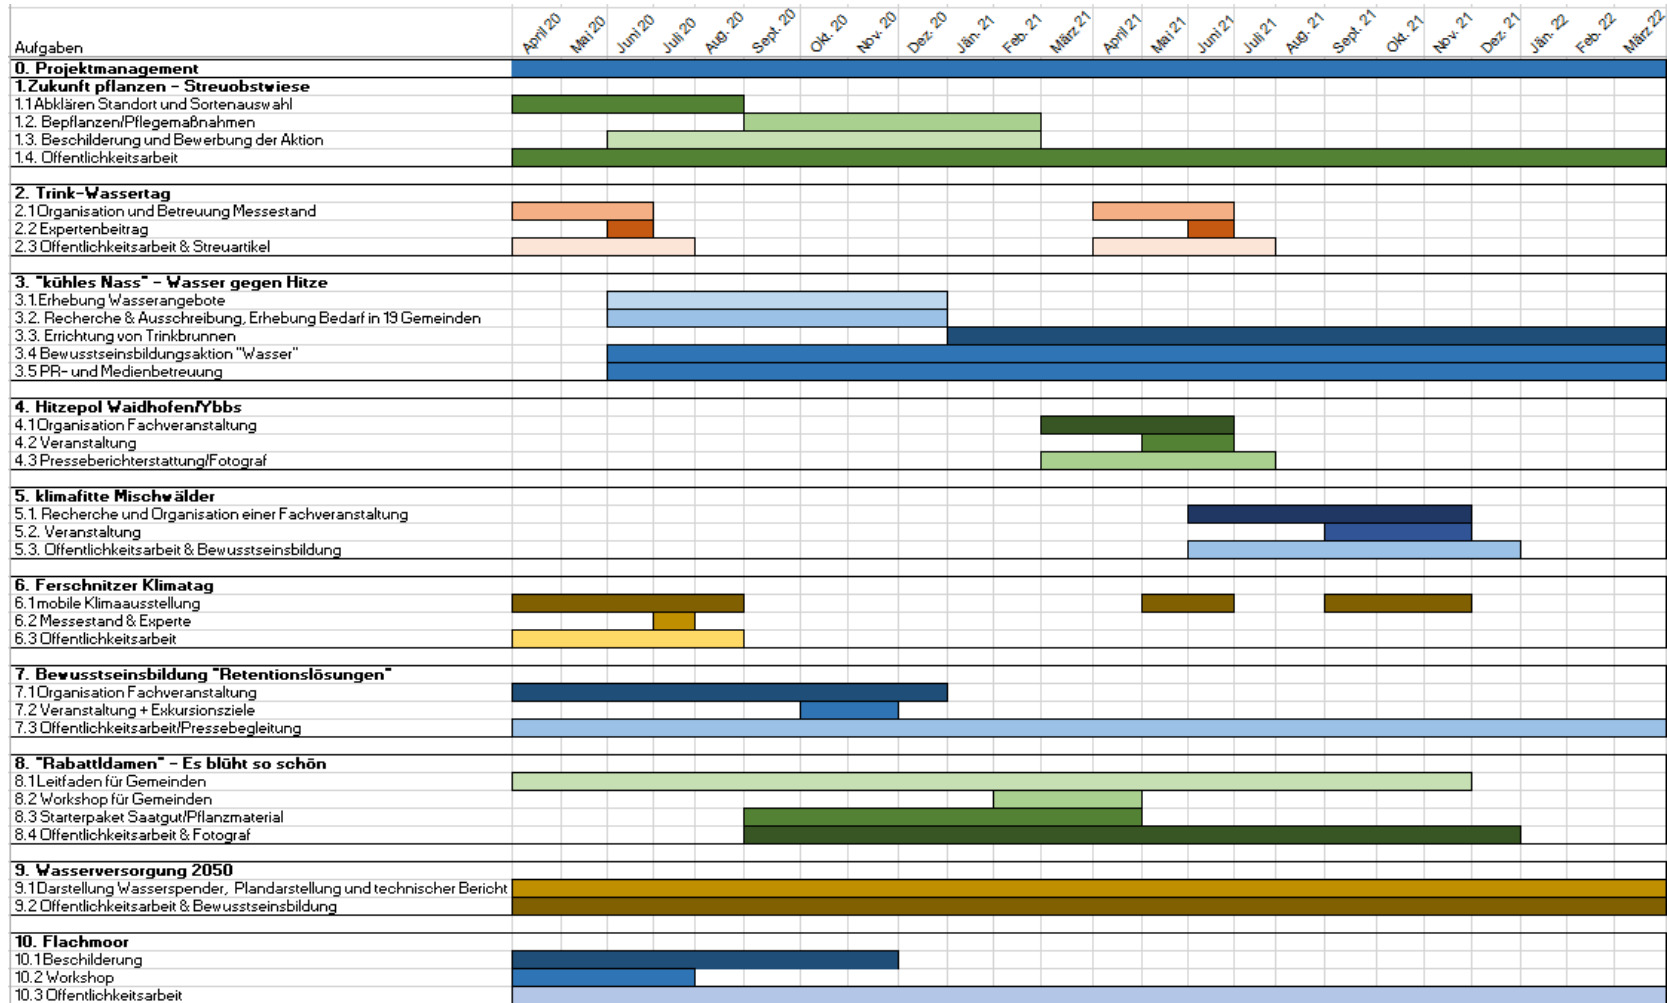 Aufgaben April 20 Mai 20 Juni 20 Juli 20 Aug. 20 Sept. 20 Okt. 20 Nov. 20 Dez. 20 Jän. 21 Feb. 21 März 21 April 21 Mai 21 Juni 21 Juli 21 Aug. 21 Sept. 21 Okt. 21 Nov. 21 Dez. 21 Jän. 22 Feb. 22 März 22
0. Projektmanagement
1.Zukunft pflanzen - Streuobstwiese
1.1 Abklären Standort und Sortenauswahl
1.2. Bepflanzen/Pflegemaßnahmen
1.3. Beschilderung und Bewerbung der Aktion
1.4. Öffentlichkeitsarbeit
2. Trink-Wassertag
2.1 Organisation und Betreuung Messestand
2.2 Expertenbeitrag
2.3 Öffentlichkeitsarbeit & Streuartikel
3. "kühles Nass" - Wasser gegen Hitze
3.1.Erhebung Wasserangebote
3.2. Recherche & Ausschreibung, Erhebung Bedarf in 19 Gemeinden
3.3. Errichtung von Trinkbrunnen
3.4 Bewusstseinsbildungsaktion "Wasser"
3.5 PR- und Medienbetreuung
4. Hitzepol Waidhofen/Ybbs
4.1 Organisation Fachveranstaltung
4.2 Veranstaltung
4.3 Presseberichterstattung/Fotograf
5. klimafitte Mischwälder
5.1. Recherche und Organisation einer Fachveranstaltung
5.2. Veranstaltung
5.3. Öffentlichkeitsarbeit & Bewusstseinsbildung
6. Ferschnitzer Klimatag
6.1 mobile Klimaausstellung
6.2 Messestand & Experte
6.3 Öffentlichkeitsarbeit
7. Bewusstseinsbildung "Retentionslösungen"
7.1 Organisation Fachveranstaltung
7.2 Veranstaltung + Exkursionsziele
7.3 Öffentlichkeitsarbeit/Pressebegleitung
8. "Rabattldamen" - Es blüht so schön
8.1 Leitfaden für Gemeinden
8.2 Workshop für Gemeinden
8.3 Starterpaket Saatgut/Pflanzmaterial
8.4 Öffentlichkeitsarbeit & Fotograf
9. Wasserversorgung 2050
9.1 Darstellung Wasserspender, Plandarstellung und technischer Bericht
9.2 Öffentlichkeitsarbeit & Bewusstseinsbildung
10. Flachmoor
10.1 Beschilderung
10.2 Workshop
10.3 Öffentlichkeitsarbeit